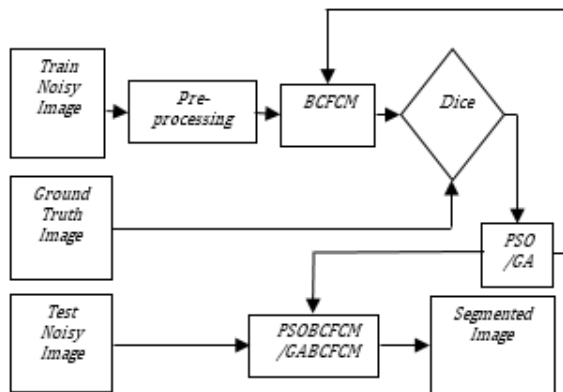 Train
Noisy
Image
Pre-
processing
BCFCM
Dice
Ground
Truth
Image
PSO
/GA
Test
Noisy
Image
PSOBCFCM
/GABCFCM
Segmented
Image